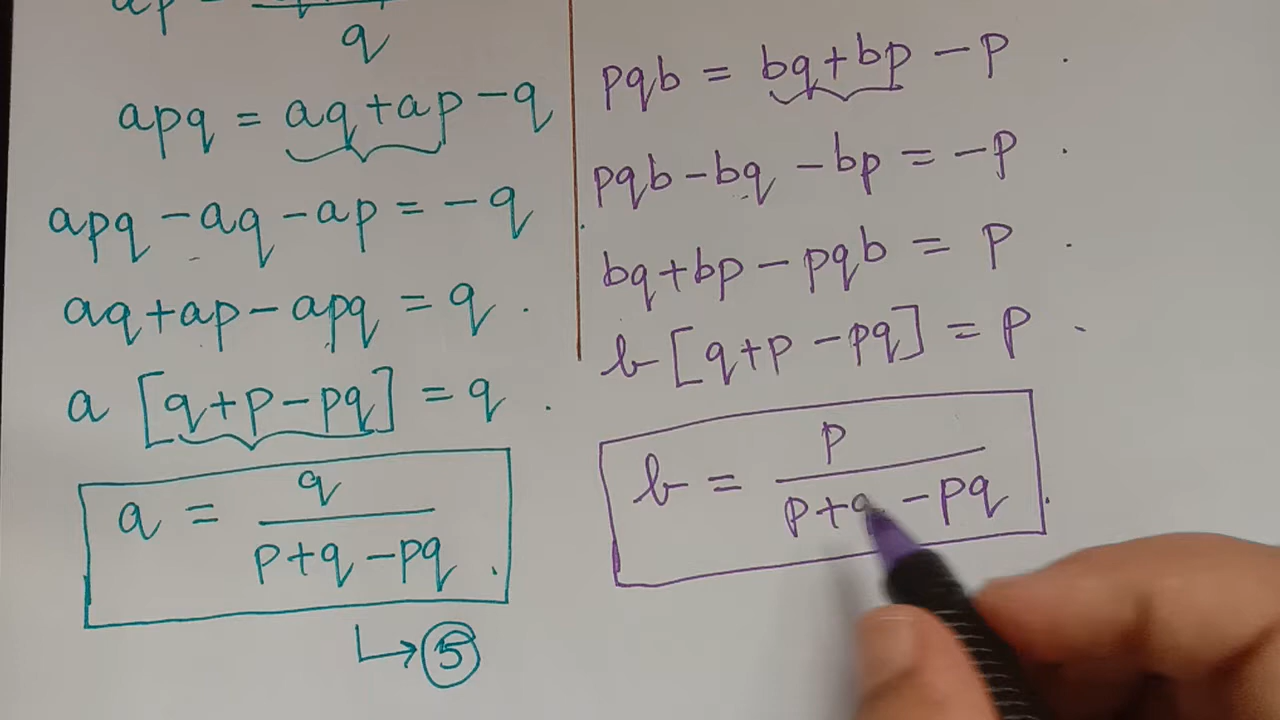 q
apq = aq + ap - q
apq - aq - ap = - q
aq + ap - apq = q .
a [q + p - pq] = q .
a = q / p + q - pq .
↳ ⑤
pqb = bq + bp - p .
pqb - bq - bp = - p .
bq + bp - pqb = p .
b [q + p - pq] = p .
b = p / p + q - pq .